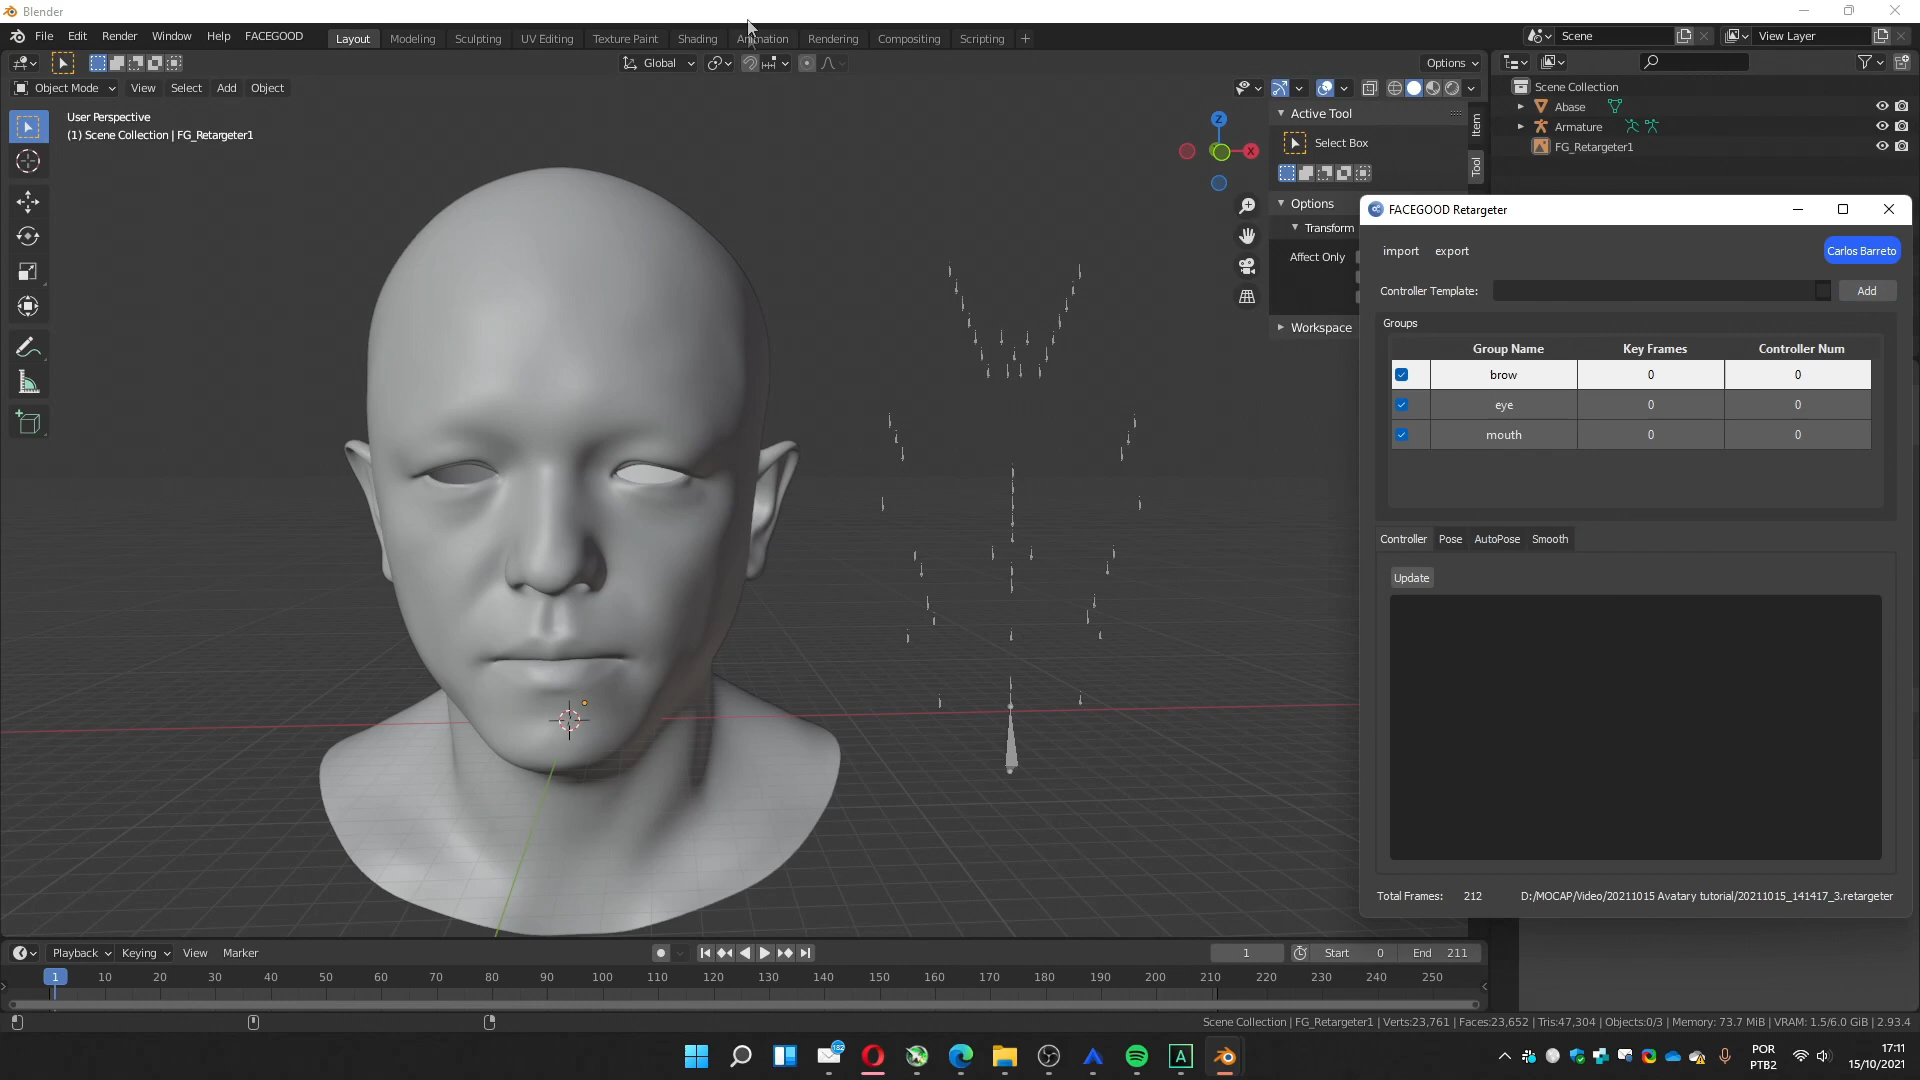 Blender
File Edit Render Window Help FACEGOOD Layout Modeling Sculpting UV Editing Texture Paint Shading Animation Rendering Compositing Scripting +
Scene
View Layer
Global
Options
Object Mode View Select Add Object
User Perspective
(1) Scene Collection | FG_Retargeter1
Z
X
Active Tool
Select Box
Options
Transform
Affect Only
Workspace
Item
Tool
Scene Collection
Abase
Armature
FG_Retargeter1
FACEGOOD Retargeter
import export
Carlos Barreto
Controller Template:
Add
Groups
Group Name Key Frames Controller Num
brow 0 0
eye 0 0
mouth 0 0
Controller Pose AutoPose Smooth
Update
Total Frames: 212 D:/MOCAP/Video/20211015 Avatary tutorial/20211015_141417_3.retargeter
Playback Keying View Marker
1 Start 0 End 211
1 10 20 30 40 50 60 70 80 90 100 110 120 130 140 150 160 170 180 190 200 210 220 230 240 250
Scene Collection | FG_Retargeter1 | Verts:23,761 | Faces:23,652 | Tris:47,304 | Objects:0/3 | Memory: 73.7 MiB | VRAM: 1.5/6.0 GiB | 2.93.4
182
A
POR
PTB2
17:11
15/10/2021